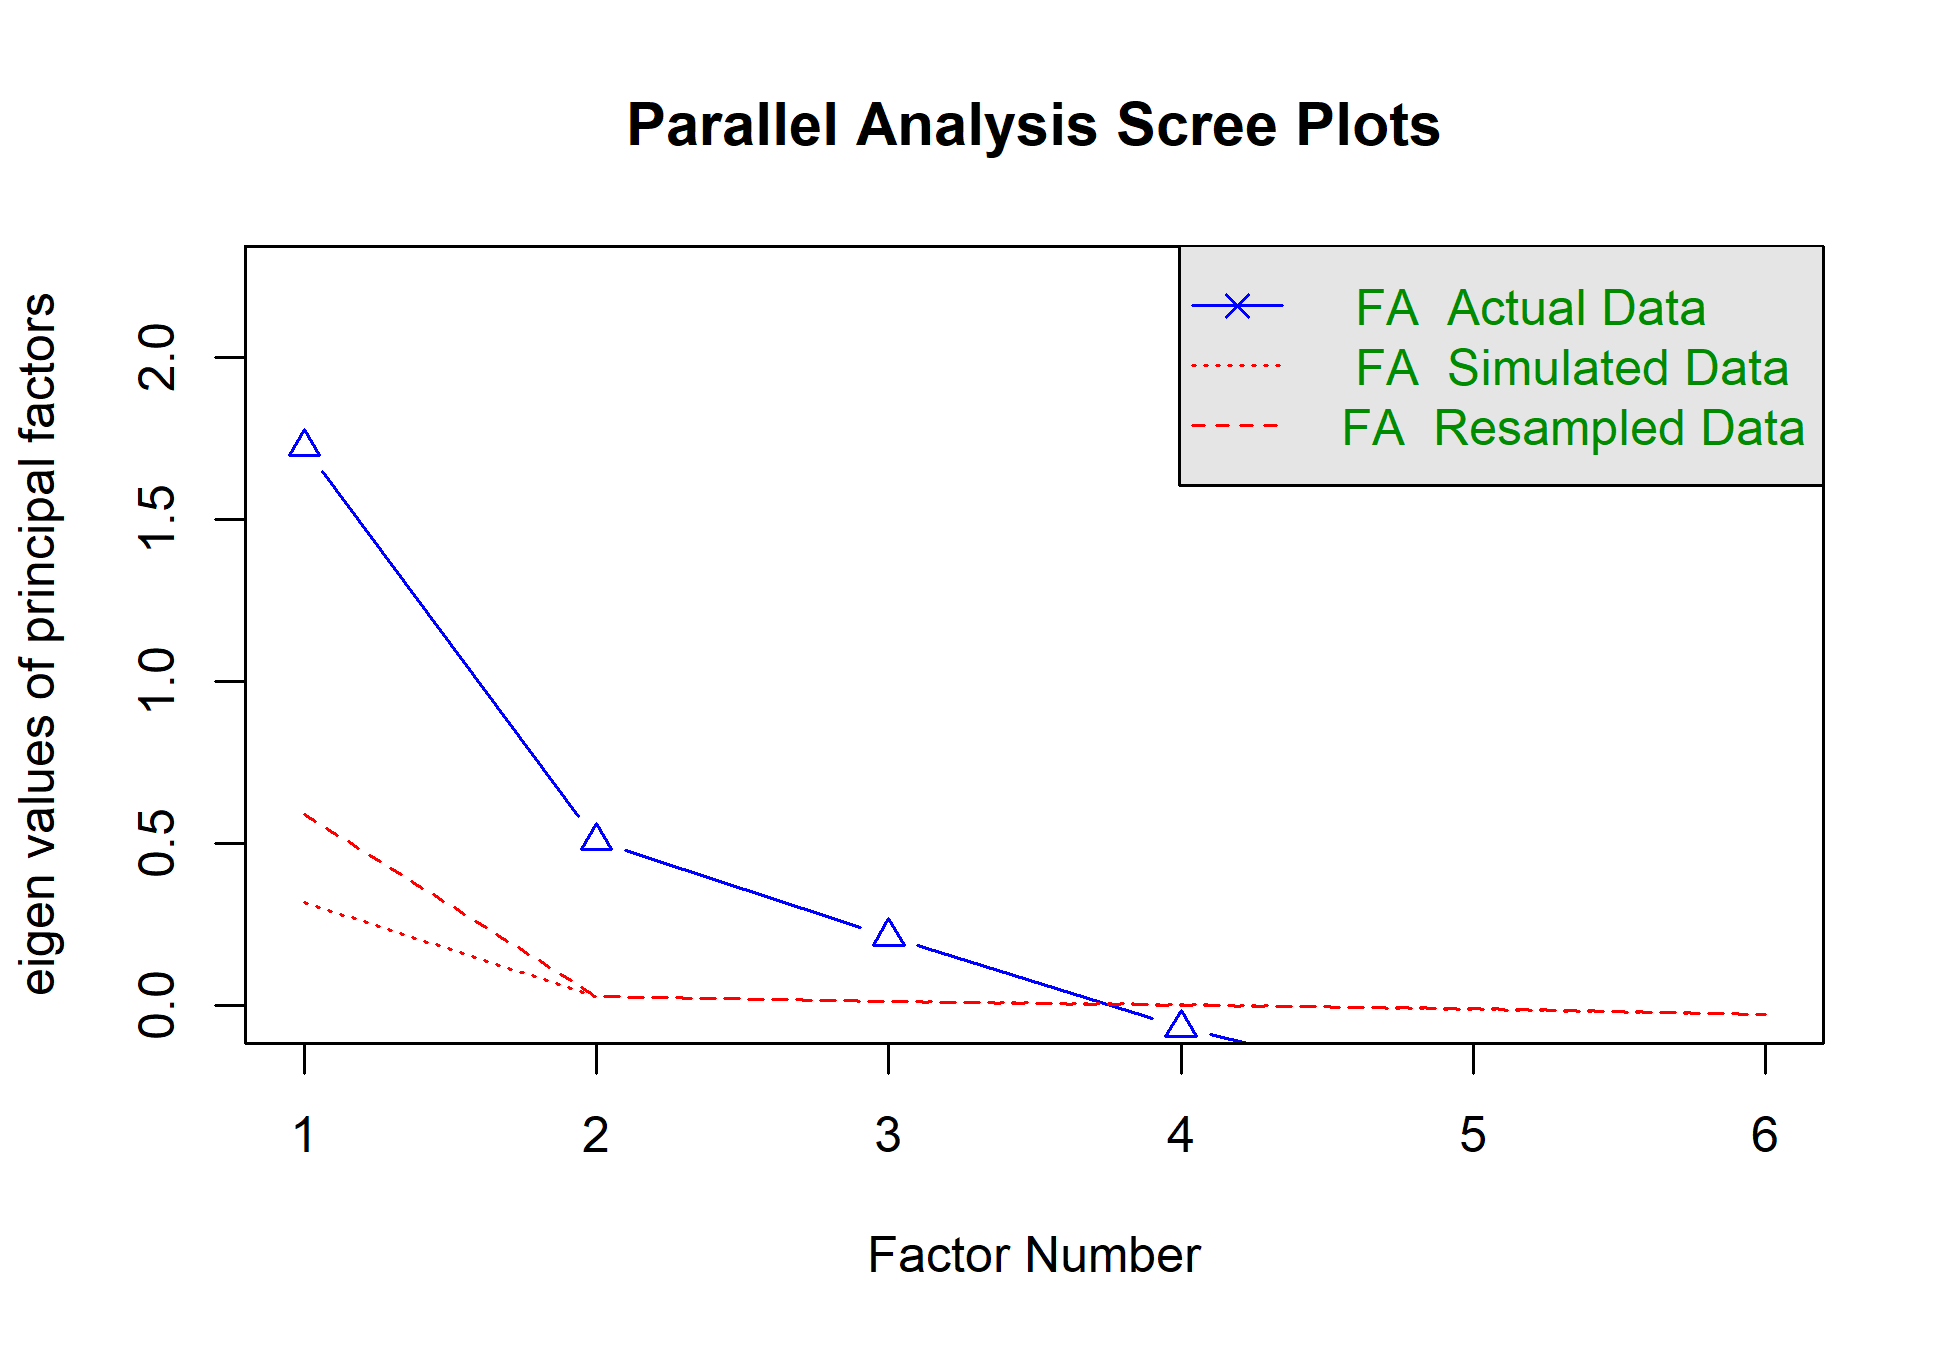 Parallel Analysis Scree Plots
eigen values of principal factors
2.0
1.5
1.0
0.5
0.0
FA Actual Data
FA Simulated Data
FA Resampled Data
1 2 3 4 5 6
Factor Number